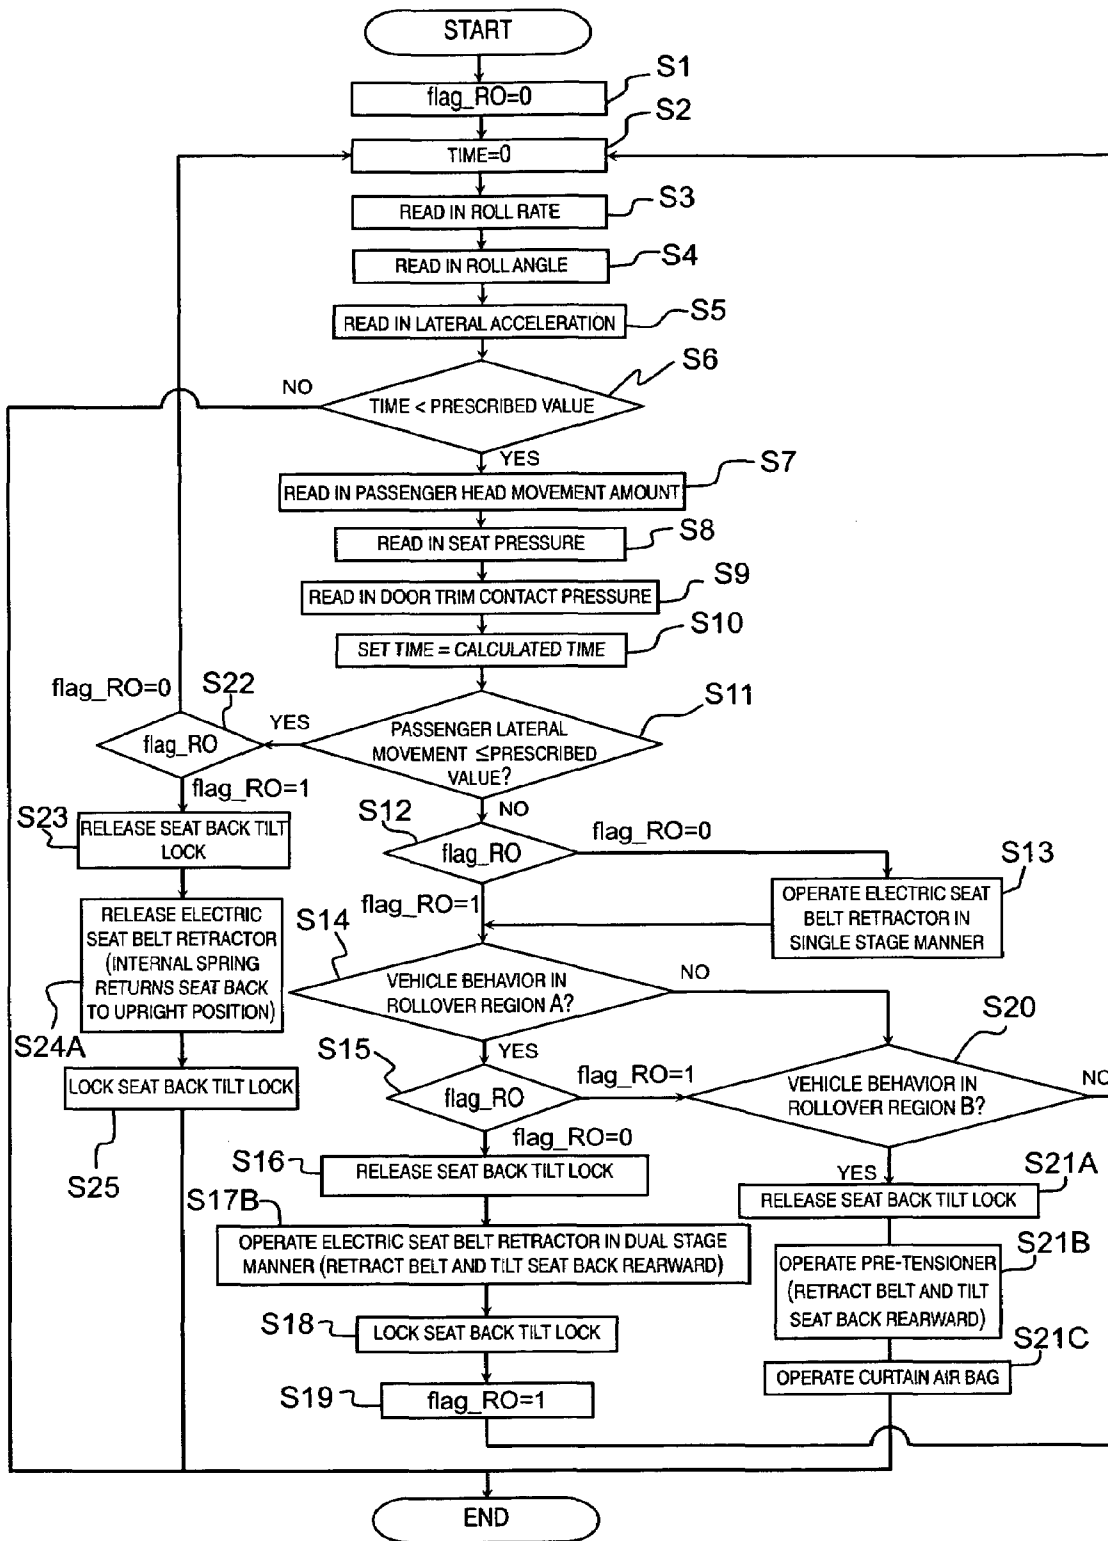 START
S1
flag_RO=0
S2
TIME=0
S3
READ IN ROLL RATE
S4
READ IN ROLL ANGLE
S5
READ IN LATERAL ACCELERATION
S6
NO
TIME < PRESCRIBED VALUE
YES
S7
READ IN PASSENGER HEAD MOVEMENT AMOUNT
S8
READ IN SEAT PRESSURE
S9
READ IN DOOR TRIM CONTACT PRESSURE
S10
SET TIME = CALCULATED TIME
S11
PASSENGER LATERAL
MOVEMENT ≤PRESCRIBED
VALUE?
YES
NO
flag_RO=0
S22
flag_RO
flag_RO=1
S23
RELEASE SEAT BACK TILT
LOCK
RELEASE ELECTRIC
SEAT BELT RETRACTOR
(INTERNAL SPRING
RETURNS SEAT BACK
TO UPRIGHT POSITION)
S24A
LOCK SEAT BACK TILT LOCK
S25
S12
flag_RO
flag_RO=0
flag_RO=1
S13
OPERATE ELECTRIC SEAT
BELT RETRACTOR IN
SINGLE STAGE MANNER
S14
VEHICLE BEHAVIOR IN
ROLLOVER REGION A?
NO
YES
S15
flag_RO
flag_RO=1
flag_RO=0
S20
VEHICLE BEHAVIOR IN
ROLLOVER REGION B?
NO
YES
S16
RELEASE SEAT BACK TILT LOCK
S17B
OPERATE ELECTRIC SEAT BELT RETRACTOR IN DUAL STAGE
MANNER (RETRACT BELT AND TILT SEAT BACK REARWARD)
S18
LOCK SEAT BACK TILT LOCK
S19
flag_RO=1
S21A
RELEASE SEAT BACK TILT LOCK
S21B
OPERATE PRE-TENSIONER
(RETRACT BELT AND TILT
SEAT BACK REARWARD)
S21C
OPERATE CURTAIN AIR BAG
END